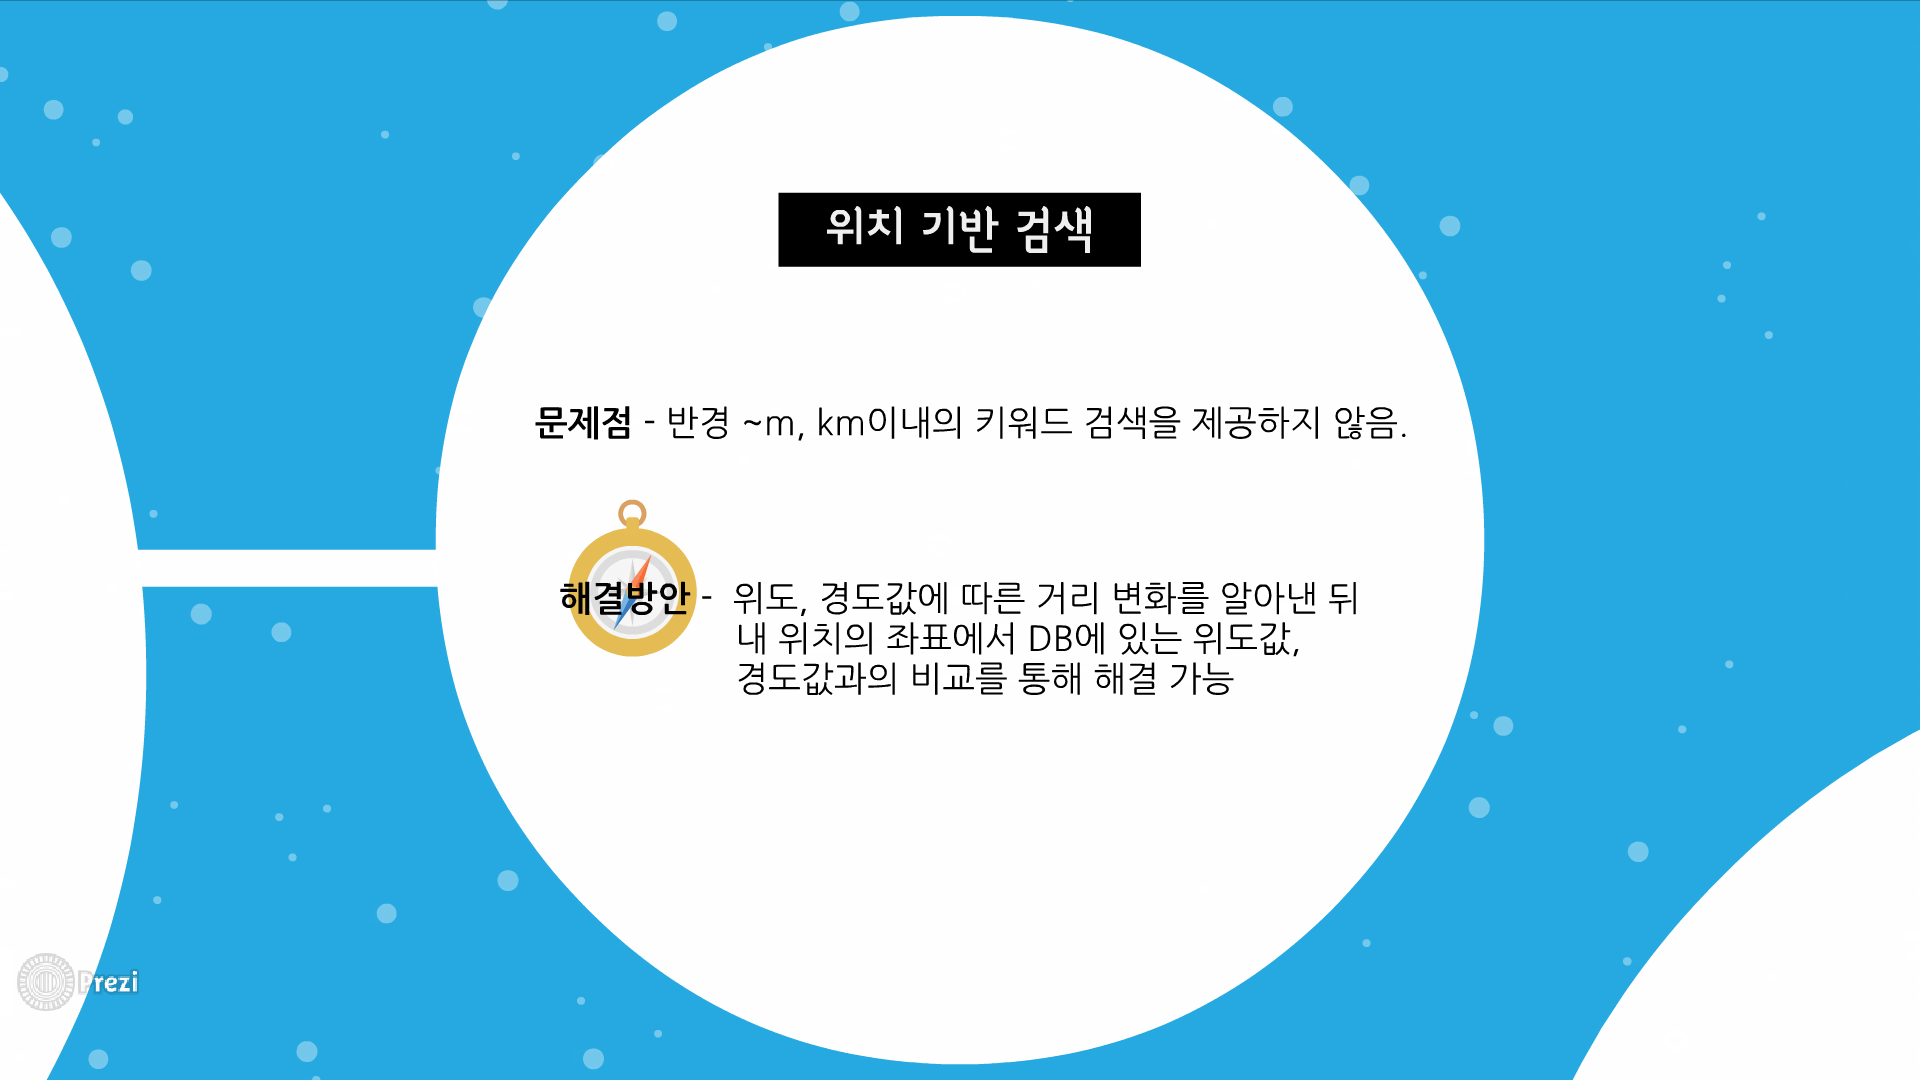 위치 기반 검색
문제점 - 반경 ~m, km이내의 키워드 검색을 제공하지 않음.
해결방안 - 위도, 경도값에 따른 거리 변화를 알아낸 뒤
내 위치의 좌표에서 DB에 있는 위도값,
경도값과의 비교를 통해 해결 가능
Prezi